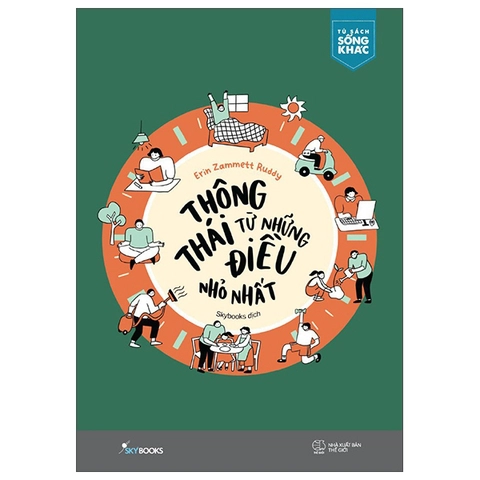 TỦ SÁCH
SỐNG
KHÁC
Erin Zammett Ruddy
THÔNG
THÁI TỪ NHỮNG
ĐIỀU
NHỎ NHẤT
Skybooks dịch
SKYBOOKS
NHÀ XUẤT BẢN
THẾ GIỚI